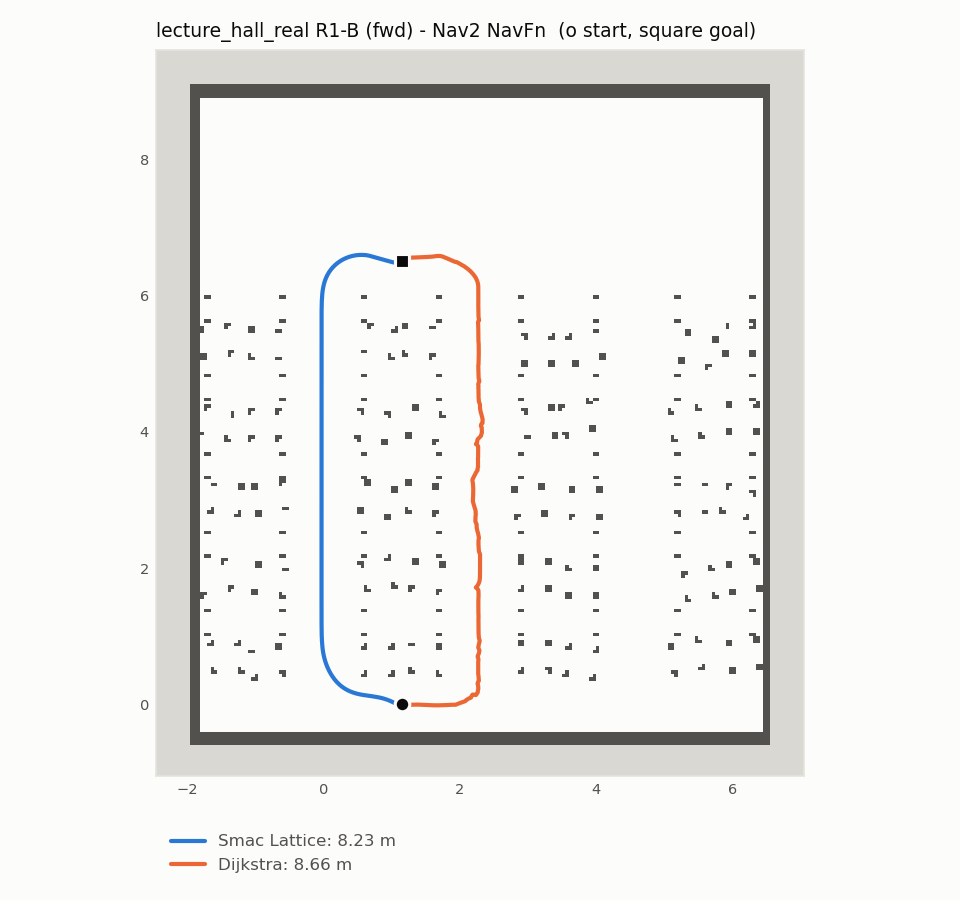 lecture_hall_real R1-B (fwd) - Nav2 NavFn  (o start, square goal)
8
6
4
2
0
−2 0 2 4 6
Smac Lattice: 8.23 m
Dijkstra: 8.66 m